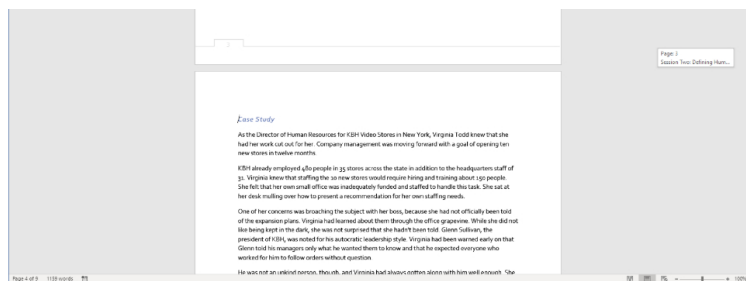 Page: 3
Session Two: Defining Hum...
Case Study
As the Director of Human Resources for KBH Video Stores in New York, Virginia Todd knew that she
had her work cut out for her. Company management was moving forward with a goal of opening ten
new stores in twelve months.
KBH already employed 480 people in 35 stores across the state in addition to the headquarters staff of
31. Virginia knew that staffing the 10 new stores would require hiring and training about 150 people.
She felt that her own small office was inadequately funded and staffed to handle this task. She sat at
her desk mulling over how to present a recommendation for her own staffing needs.
One of her concerns was broaching the subject with her boss, because she had not officially been told
of the expansion plans. Virginia had learned about them through the office grapevine. While she did not
like being kept in the dark, she was not surprised that she hadn't been told. Glenn Sullivan, the
president of KBH, was noted for his autocratic leadership style. Virginia had been warned early on that
Glenn told his managers only what he wanted them to know and that he expected everyone who
worked for him to follow orders without question.
He was not an unkind person, though, and Virginia had always gotten along with him well enough. She
Page 4 of 9 1139 words
100%